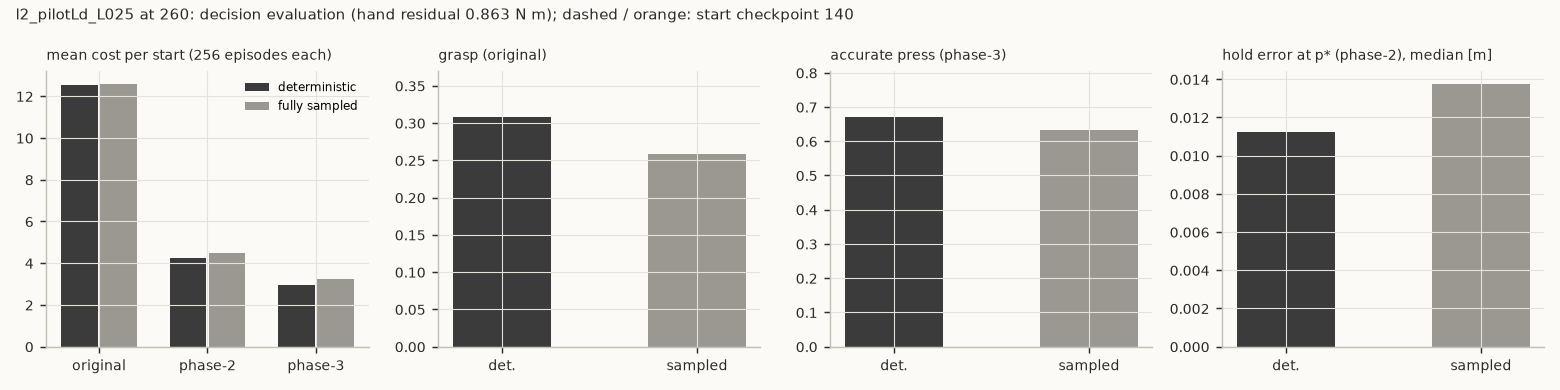 l2_pilotLd_L025 at 260: decision evaluation (hand residual 0.863 N m); dashed / orange: start checkpoint 140
mean cost per start (256 episodes each)
deterministic
fully sampled
12
10
8
6
4
2
0
original
phase-2
phase-3
grasp (original)
0.35
0.30
0.25
0.20
0.15
0.10
0.05
0.00
det.
sampled
accurate press (phase-3)
0.8
0.7
0.6
0.5
0.4
0.3
0.2
0.1
0.0
det.
sampled
hold error at p* (phase-2), median [m]
0.014
0.012
0.010
0.008
0.006
0.004
0.002
0.000
det.
sampled